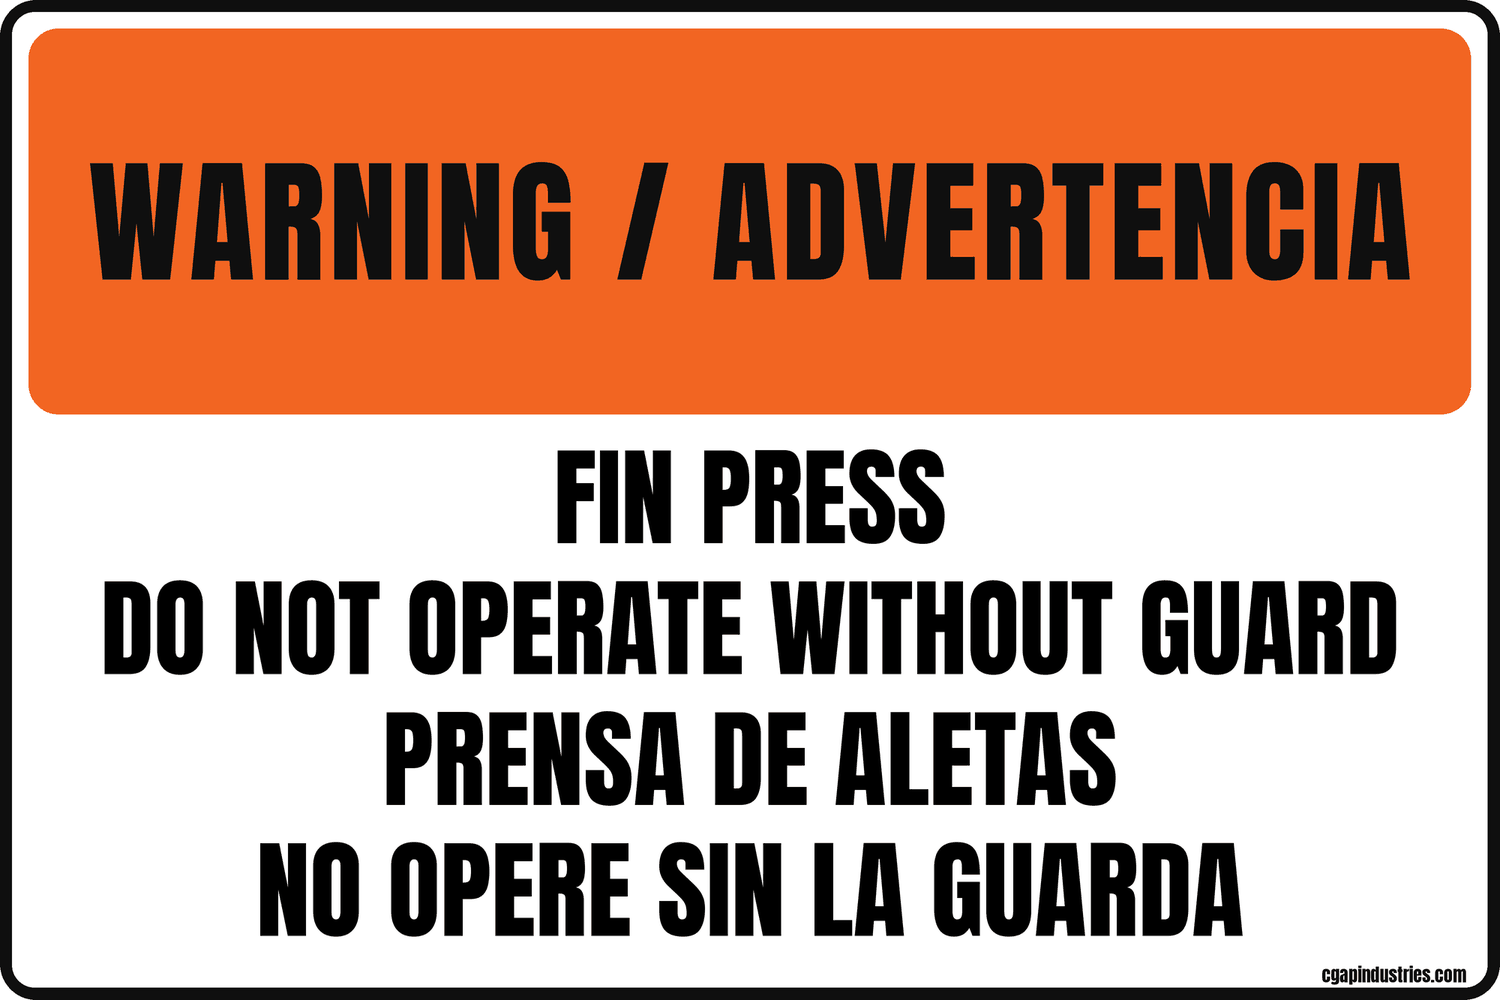 WARNING / ADVERTENCIA
FIN PRESS
DO NOT OPERATE WITHOUT GUARD
PRENSA DE ALETAS
NO OPERE SIN LA GUARDA
cgapindustries.com